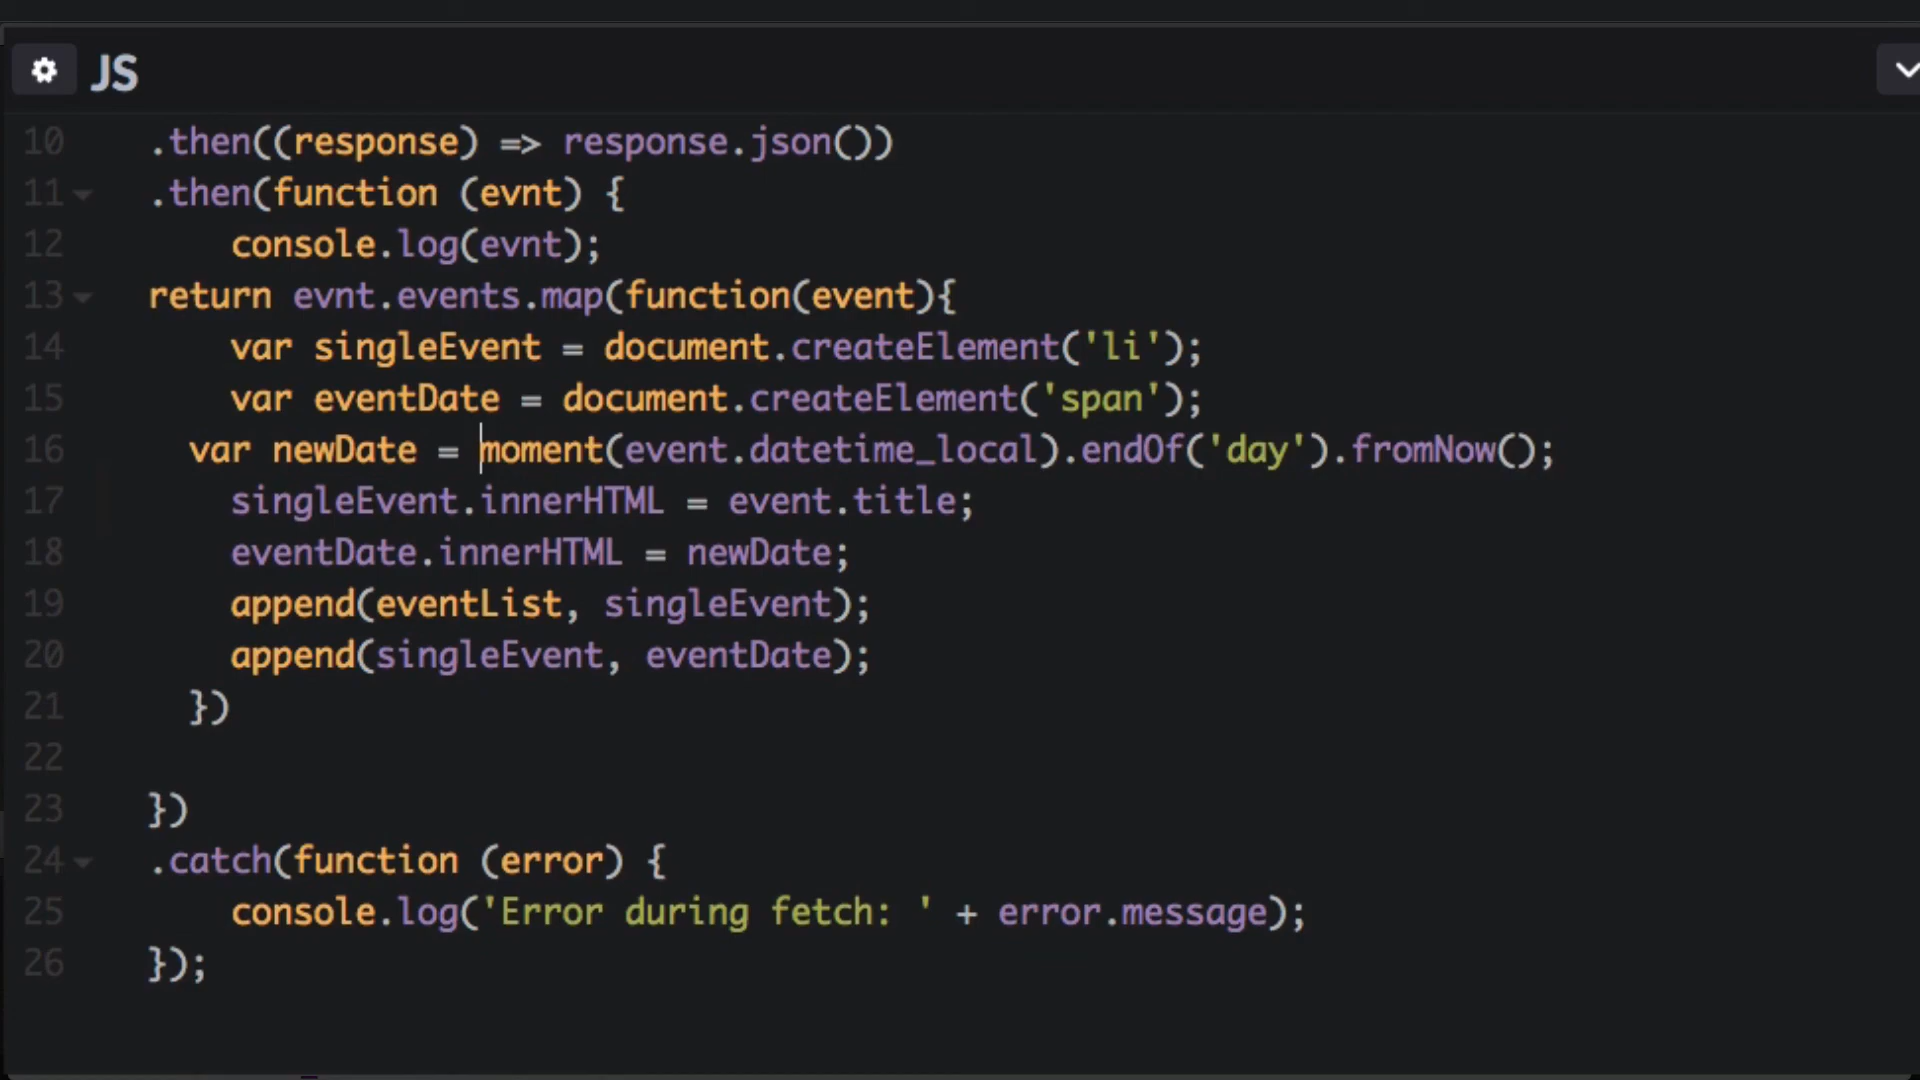 JS
10 .then((response) => response.json())
11 .then(function (evnt) {
12 console.log(evnt);
13 return evnt.events.map(function(event){
14 var singleEvent = document.createElement('li');
15 var eventDate = document.createElement('span');
16 var newDate = moment(event.datetime_local).endOf('day').fromNow();
17 singleEvent.innerHTML = event.title;
18 eventDate.innerHTML = newDate;
19 append(eventList, singleEvent);
20 append(singleEvent, eventDate);
21 })
22
23 })
24 .catch(function (error) {
25 console.log('Error during fetch: ' + error.message);
26 });